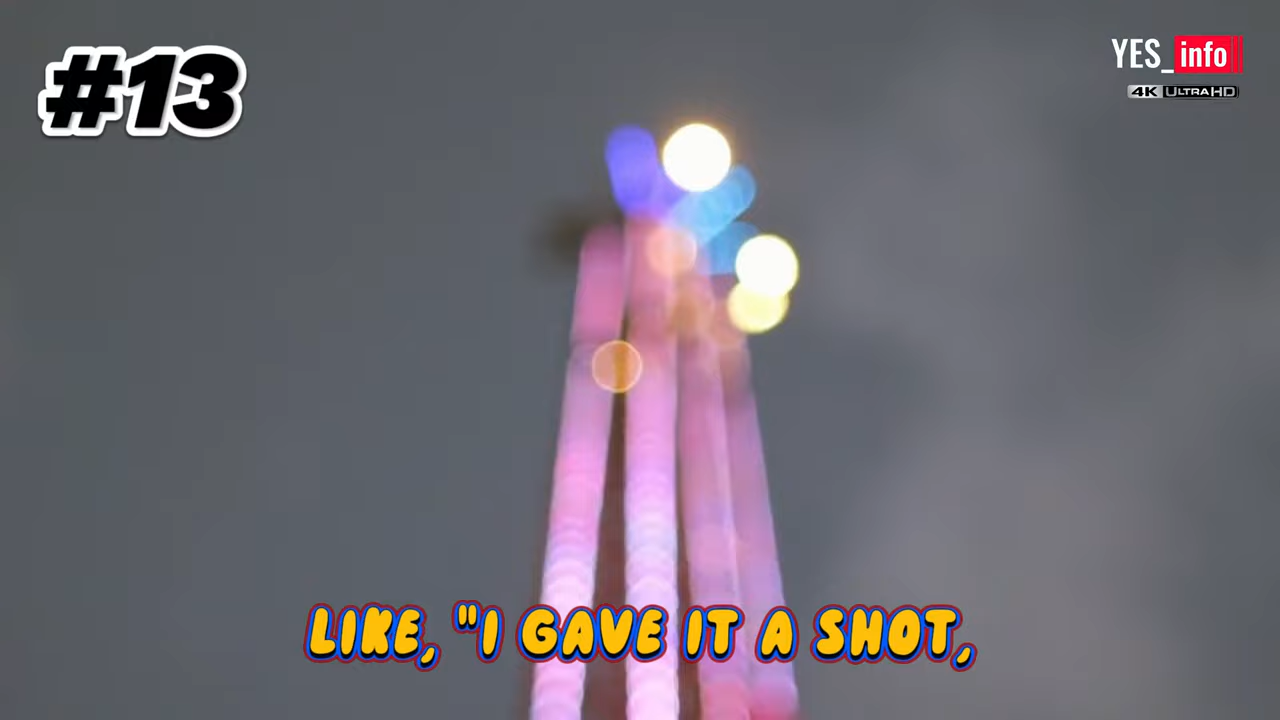 #13
YES_info
4K ULTRAHD
LIKE, "I GAVE IT A SHOT,